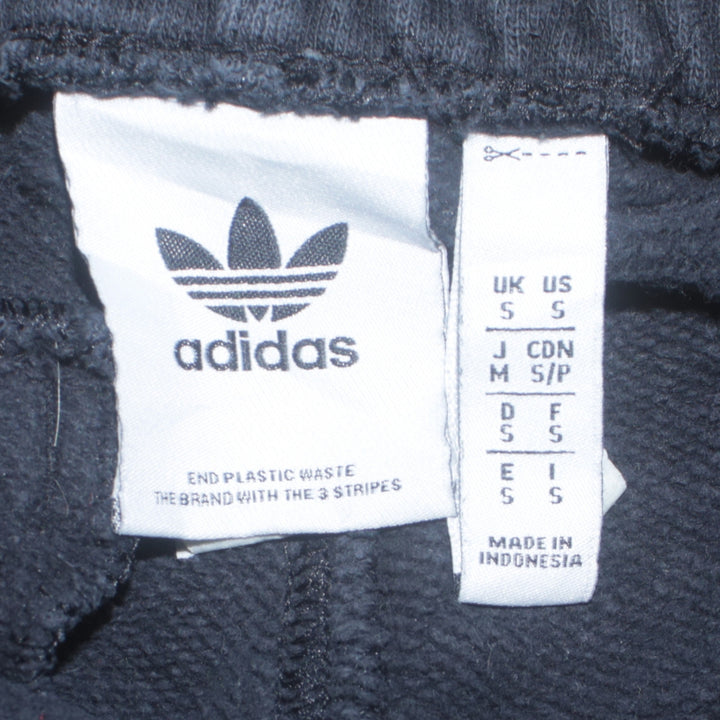 adidas
END PLASTIC WASTE
THE BRAND WITH THE 3 STRIPES
UK US
S S
J CDN
M S/P
D F
S S
E I
S S
MADE IN
INDONESIA